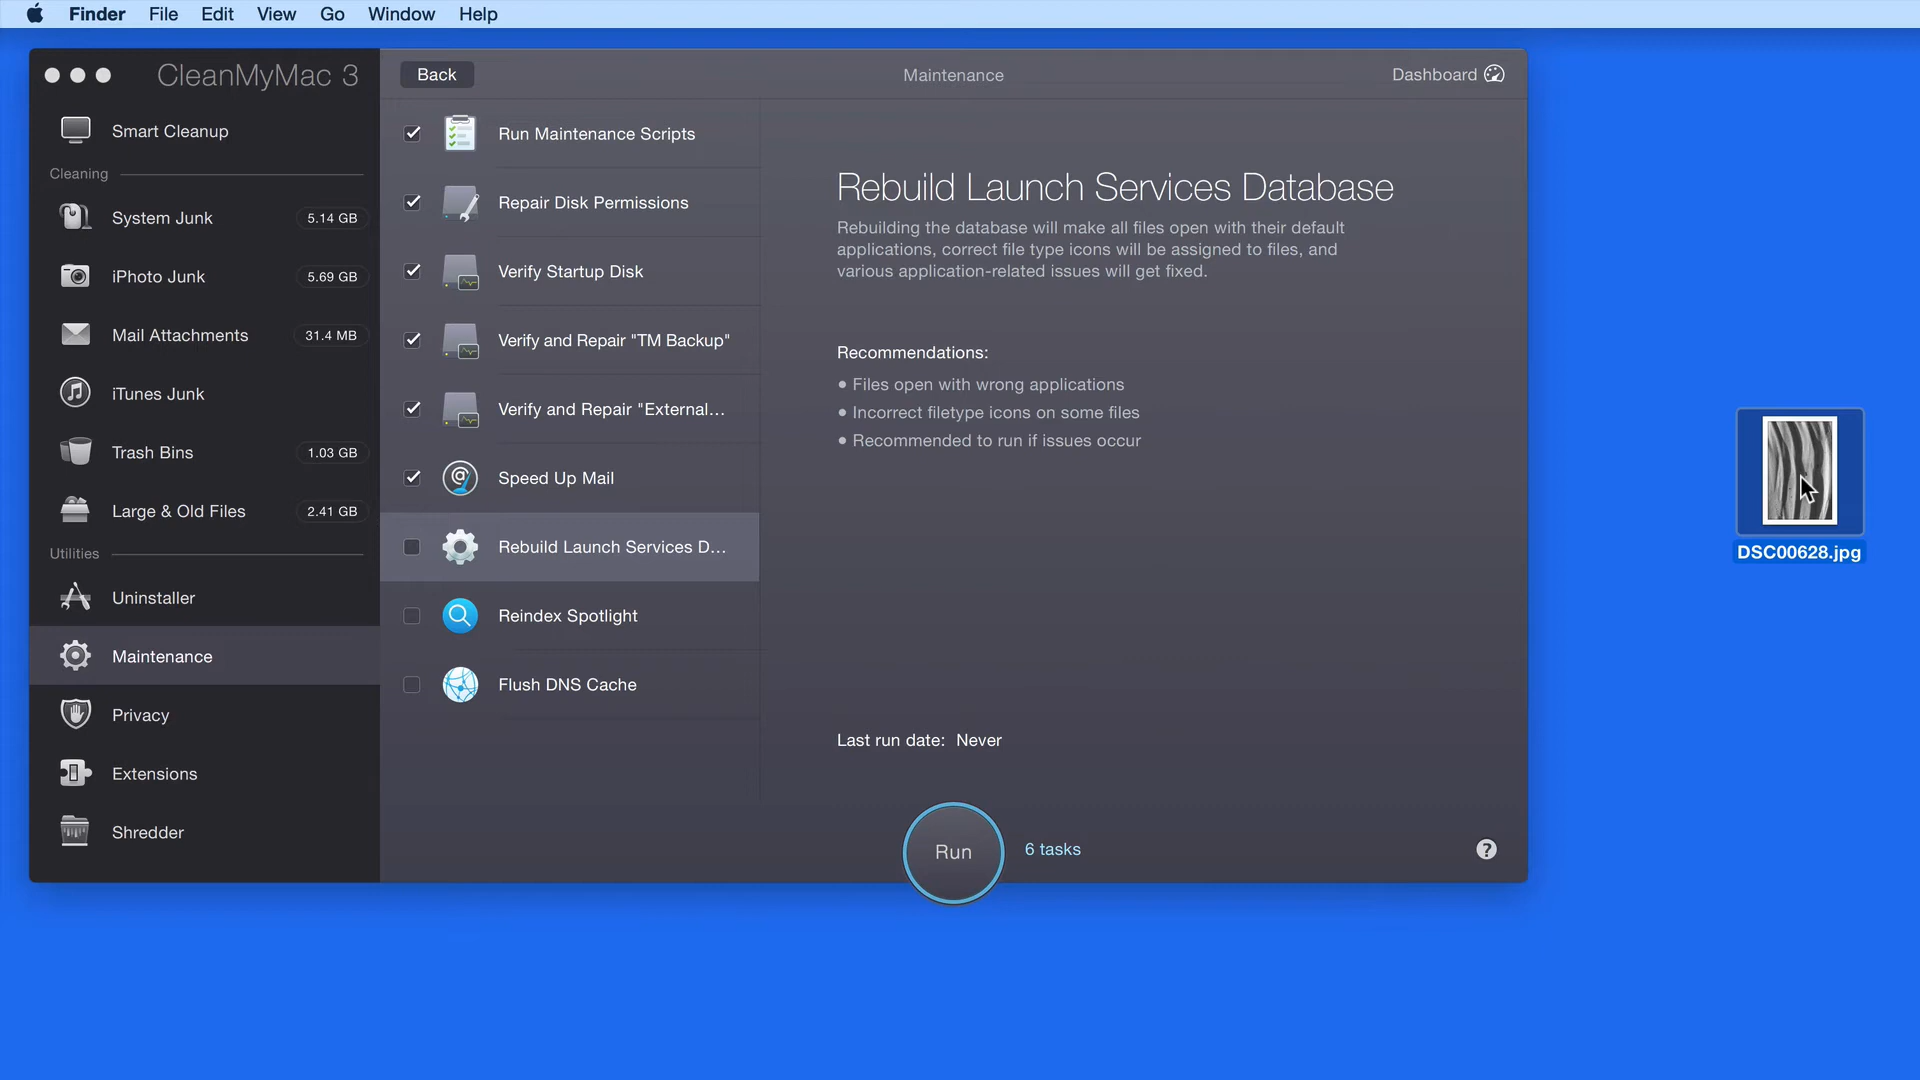 Finder File Edit View Go Window Help
CleanMyMac 3
Back
Maintenance
Dashboard
Smart Cleanup
Cleaning
System Junk 5.14 GB
iPhoto Junk 5.69 GB
Mail Attachments 31.4 MB
iTunes Junk
Trash Bins 1.03 GB
Large & Old Files 2.41 GB
Utilities
Uninstaller
Maintenance
Privacy
Extensions
Shredder
Run Maintenance Scripts
Repair Disk Permissions
Verify Startup Disk
Verify and Repair "TM Backup"
Verify and Repair "External...
Speed Up Mail
Rebuild Launch Services D...
Reindex Spotlight
Flush DNS Cache
Rebuild Launch Services Database
Rebuilding the database will make all files open with their default
applications, correct file type icons will be assigned to files, and
various application-related issues will get fixed.
Recommendations:
• Files open with wrong applications
• Incorrect filetype icons on some files
• Recommended to run if issues occur
Last run date: Never
Run
6 tasks
?
DSC00628.jpg